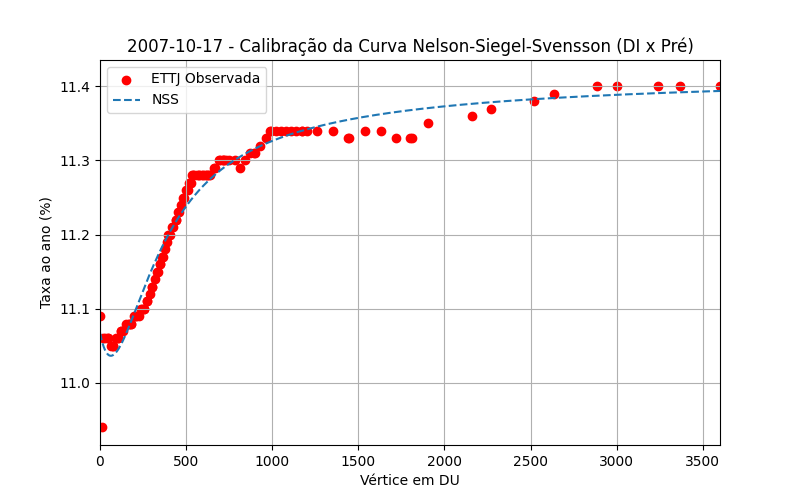 2007-10-17 - Calibração da Curva Nelson-Siegel-Svensson (DI x Pré)
ETTJ Observada
NSS
Taxa ao ano (%)
11.4
11.3
11.2
11.1
11.0
0 500 1000 1500 2000 2500 3000 3500
Vértice em DU